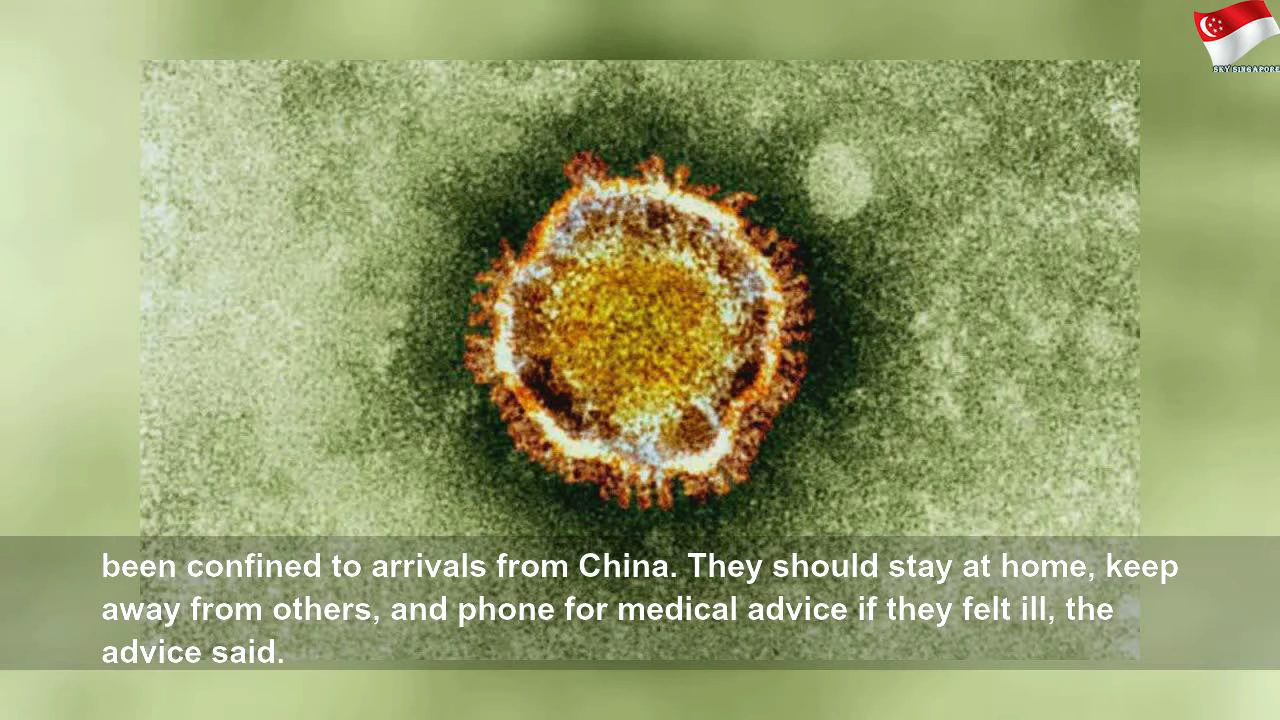 SKY SINGAPORE
been confined to arrivals from China. They should stay at home, keep
away from others, and phone for medical advice if they felt ill, the
advice said.